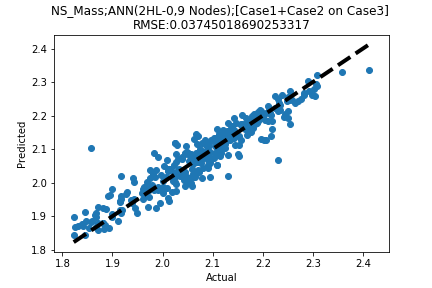 NS_Mass;ANN(2HL-0,9 Nodes);[Case1+Case2 on Case3]
RMSE:0.03745018690253317
2.4
2.3
2.2
2.1
2.0
1.9
1.8
Predicted
1.8 1.9 2.0 2.1 2.2 2.3 2.4
Actual